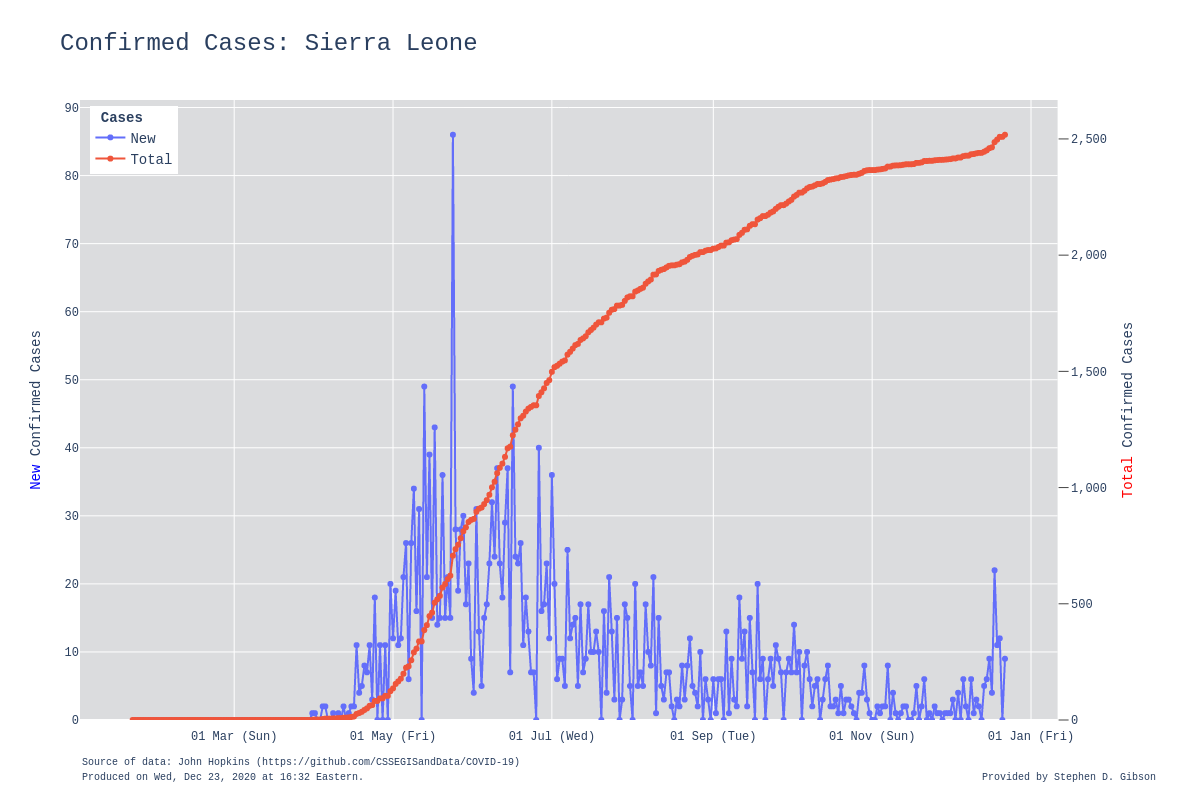 Confirmed Cases: Sierra Leone
Cases
New
Total
90
80
70
60
50
40
30
20
10
0
2,500
2,000
1,500
1,000
500
0
New Confirmed Cases
Total Confirmed Cases
01 Mar (Sun) 01 May (Fri) 01 Jul (Wed) 01 Sep (Tue) 01 Nov (Sun) 01 Jan (Fri)
Source of data: John Hopkins (https://github.com/CSSEGISandData/COVID-19)
Produced on Wed, Dec 23, 2020 at 16:32 Eastern.
Provided by Stephen D. Gibson